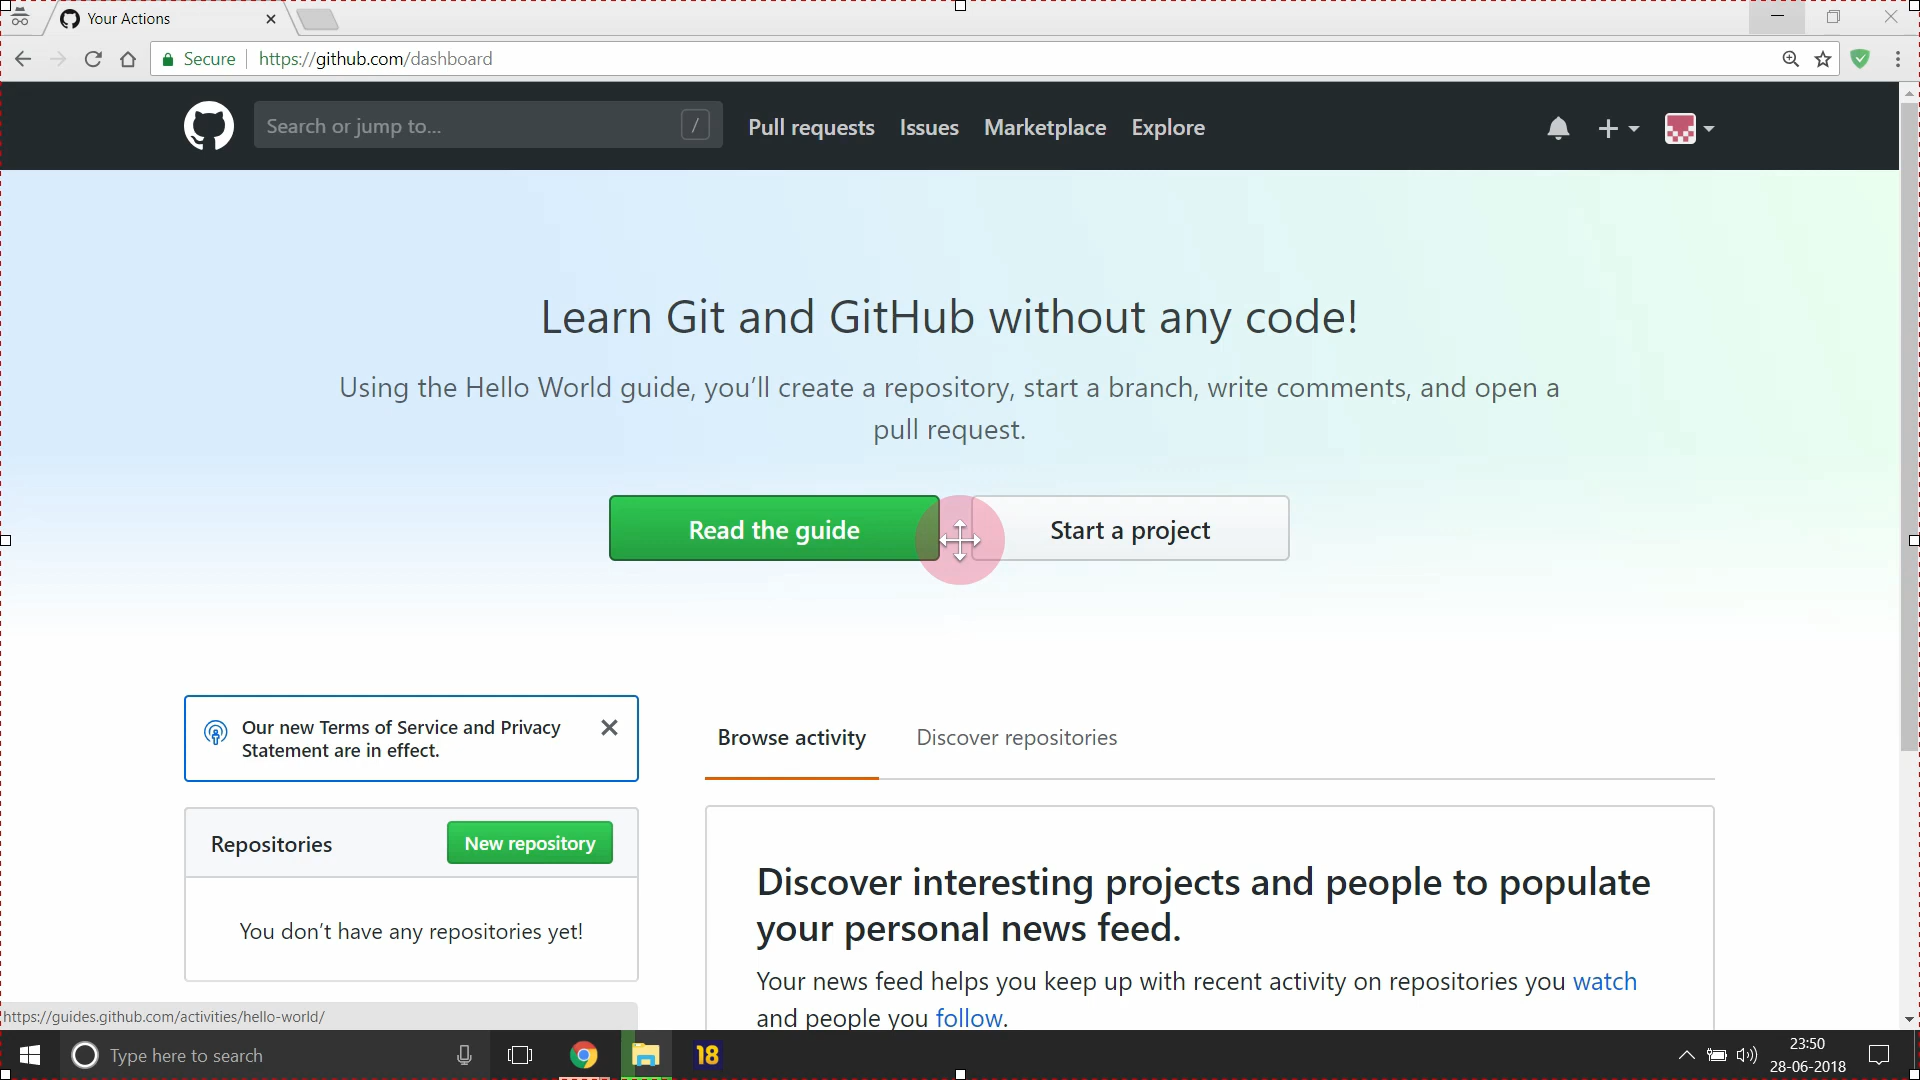 Your Actions
Secure https://github.com/dashboard
Search or jump to... /
Pull requests Issues Marketplace Explore
Learn Git and GitHub without any code!
Using the Hello World guide, you’ll create a repository, start a branch, write comments, and open a
pull request.
Read the guide
Start a project
Our new Terms of Service and Privacy
Statement are in effect.
Browse activity Discover repositories
Repositories
New repository
You don’t have any repositories yet!
Discover interesting projects and people to populate
your personal news feed.
Your news feed helps you keep up with recent activity on repositories you watch
and people you follow.
https://guides.github.com/activities/hello-world/
Type here to search
18
23:50
28-06-2018